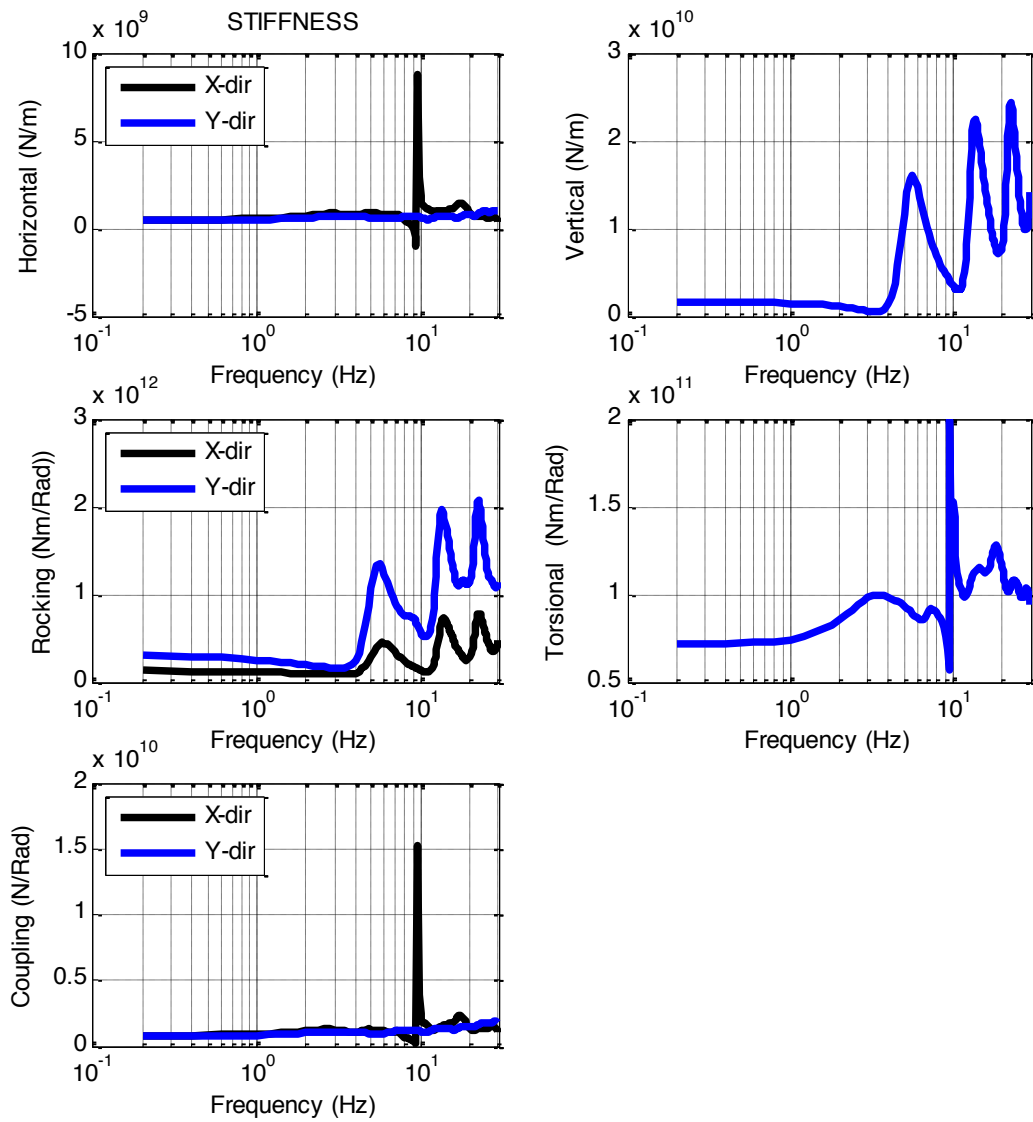 STIFFNESS
x 10^9
10
5
0
-5
Horizontal (N/m)
X-dir
Y-dir
10^-1
10^0
10^1
Frequency (Hz)
x 10^10
3
2
1
0
Vertical (N/m)
10^-1
10^0
10^1
Frequency (Hz)
x 10^12
3
2
1
0
Rocking (Nm/Rad))
X-dir
Y-dir
10^-1
10^0
10^1
Frequency (Hz)
x 10^11
2
1.5
1
0.5
Torsional (Nm/Rad)
10^-1
10^0
10^1
Frequency (Hz)
x 10^10
2
1.5
1
0.5
0
Coupling (N/Rad)
X-dir
Y-dir
10^-1
10^0
10^1
Frequency (Hz)